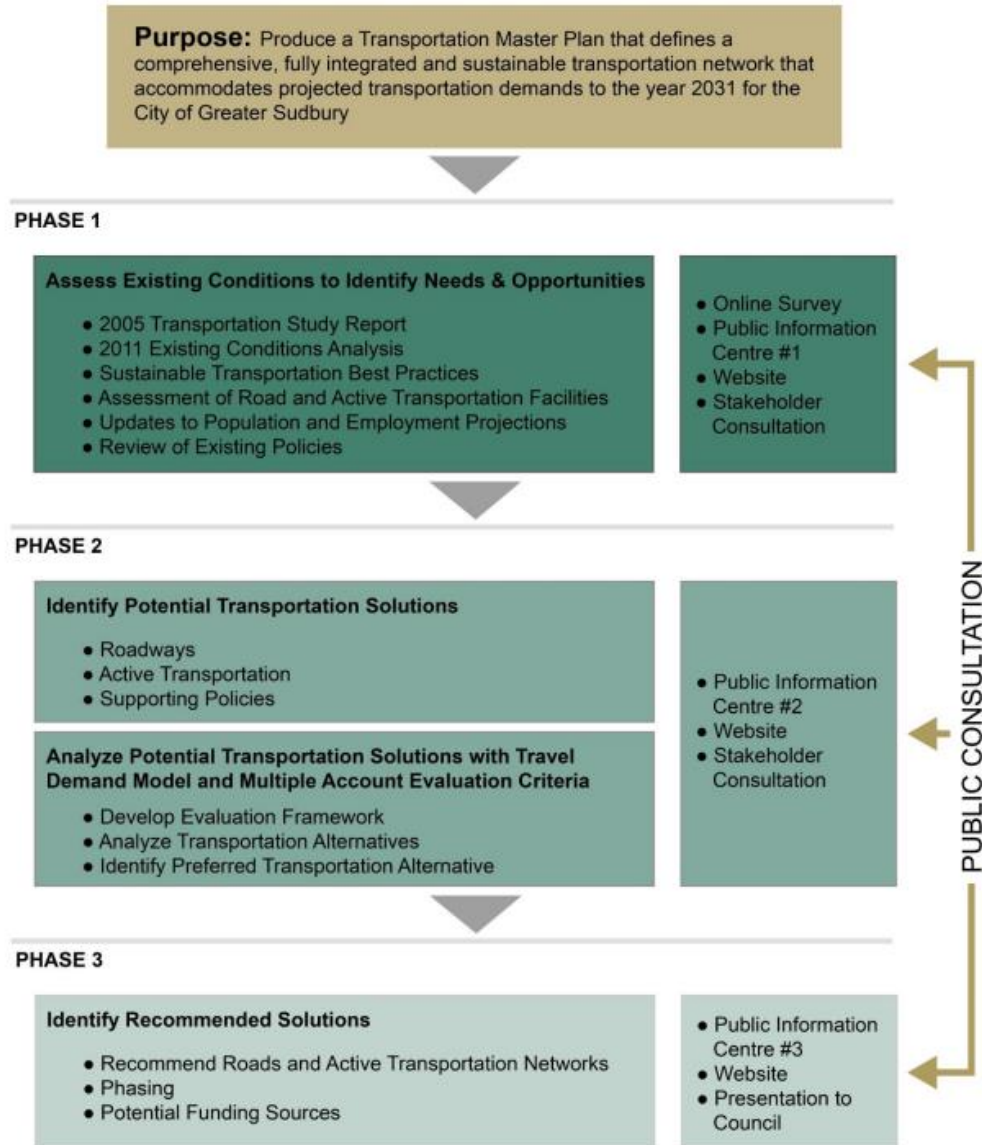 Purpose: Produce a Transportation Master Plan that defines a
comprehensive, fully integrated and sustainable transportation network that
accommodates projected transportation demands to the year 2031 for the
City of Greater Sudbury
PHASE 1
Assess Existing Conditions to Identify Needs & Opportunities
● 2005 Transportation Study Report
● 2011 Existing Conditions Analysis
● Sustainable Transportation Best Practices
● Assessment of Road and Active Transportation Facilities
● Updates to Population and Employment Projections
● Review of Existing Policies
● Online Survey
● Public Information
Centre #1
● Website
● Stakeholder
Consultation
PHASE 2
Identify Potential Transportation Solutions
● Roadways
● Active Transportation
● Supporting Policies
Analyze Potential Transportation Solutions with Travel
Demand Model and Multiple Account Evaluation Criteria
● Develop Evaluation Framework
● Analyze Transportation Alternatives
● Identify Preferred Transportation Alternative
● Public Information
Centre #2
● Website
● Stakeholder
Consultation
PHASE 3
Identify Recommended Solutions
● Recommend Roads and Active Transportation Networks
● Phasing
● Potential Funding Sources
● Public Information
Centre #3
● Website
● Presentation to
Council
PUBLIC CONSULTATION